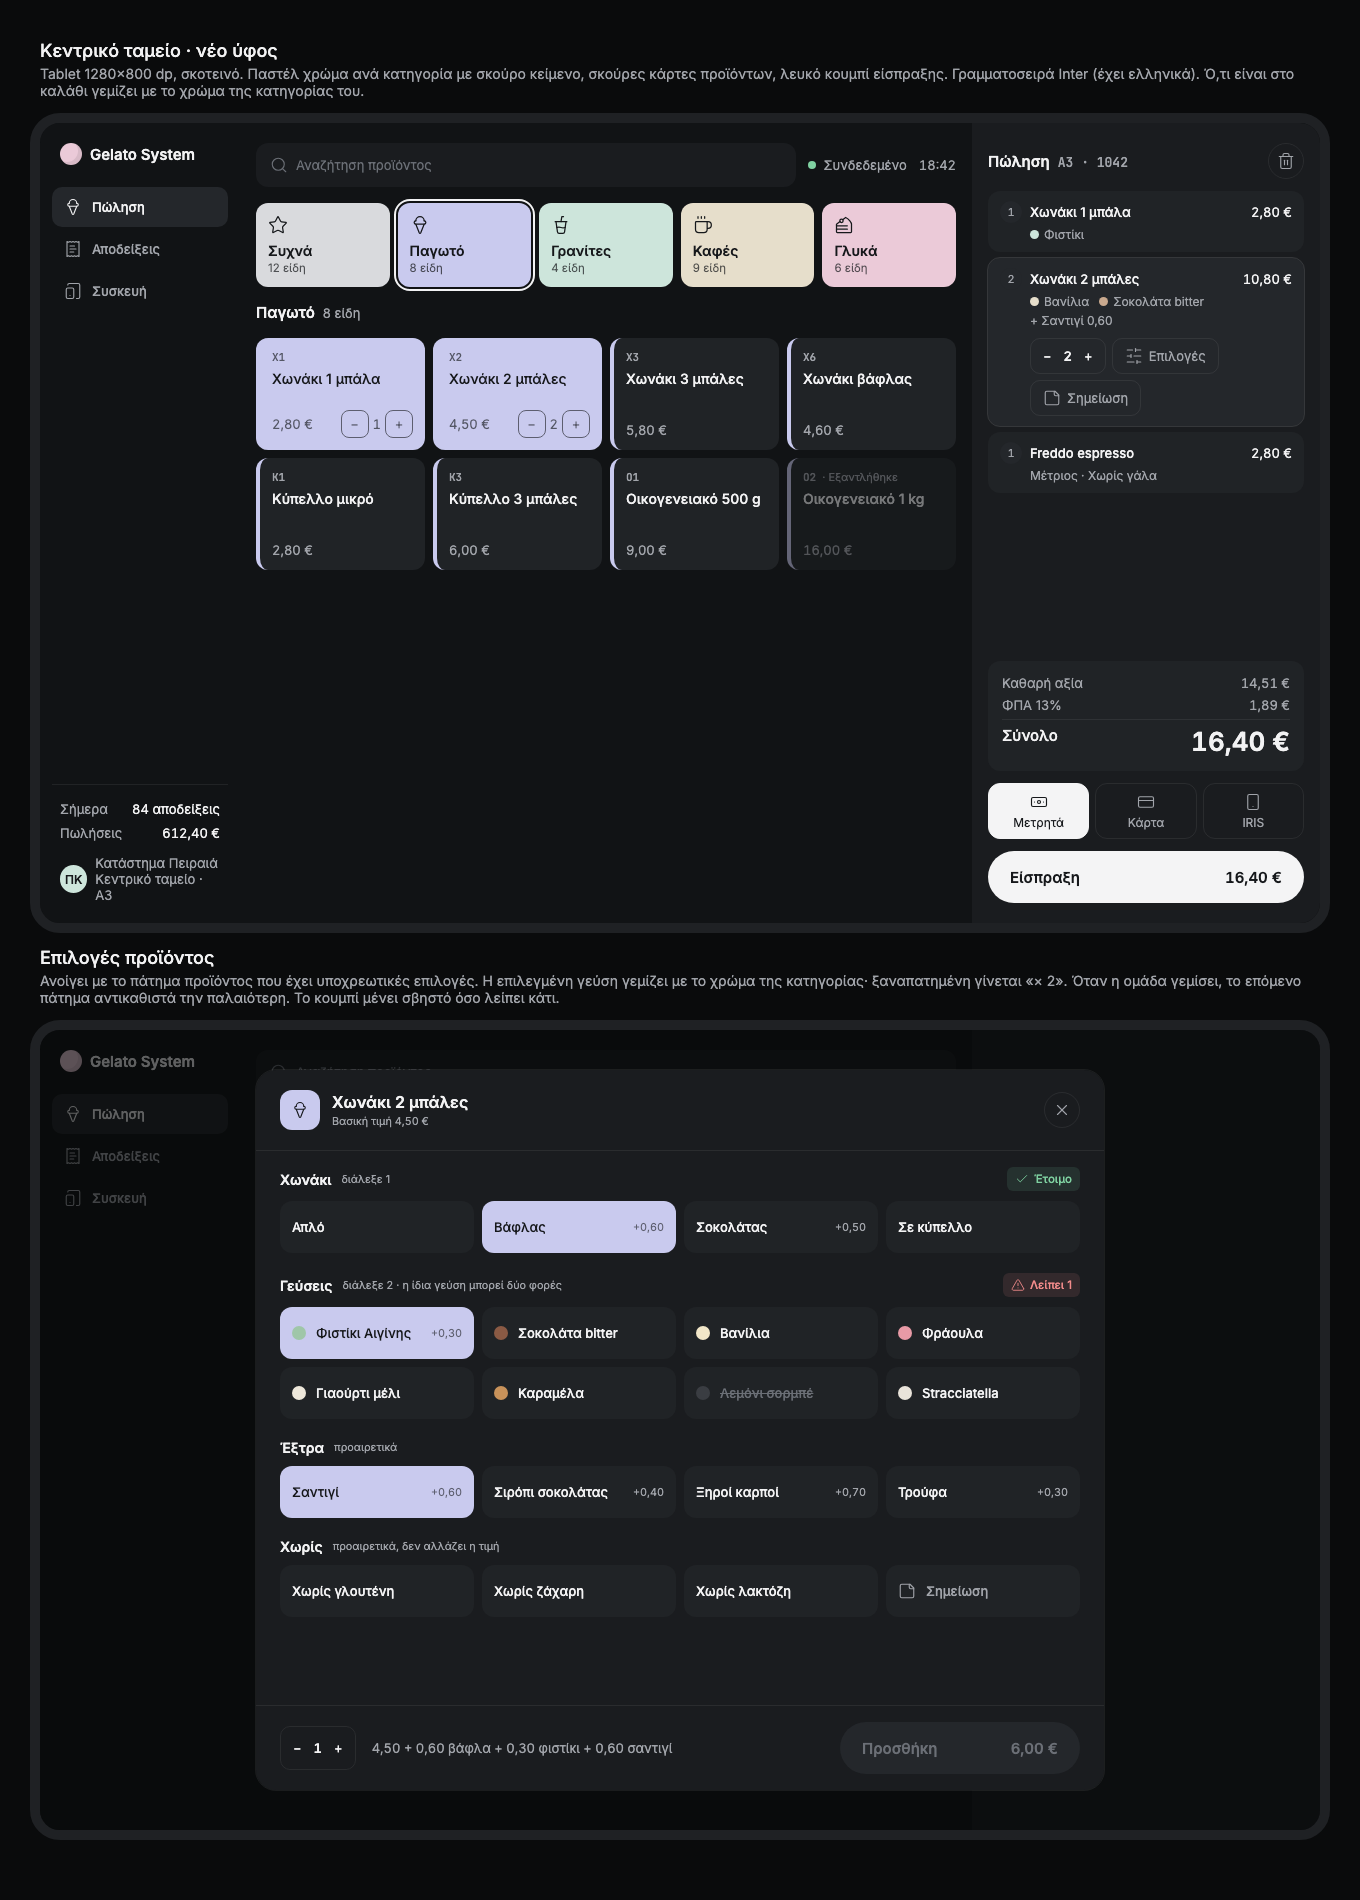 Κεντρικό ταμείο · νέο ύφος
Tablet 1280×800 dp, σκοτεινό. Παστέλ χρώμα ανά κατηγορία με σκούρο κείμενο, σκούρες κάρτες προϊόντων, λευκό κουμπί είσπραξης. Γραμματοσειρά Inter (έχει ελληνικά). Ό,τι είναι στο
καλάθι γεμίζει με το χρώμα της κατηγορίας του.
Gelato System
Πώληση
Αποδείξεις
Συσκευή
Σήμερα 84 αποδείξεις
Πωλήσεις 612,40 €
ΠΚ
Κατάστημα Πειραιά
Κεντρικό ταμείο ·
Α3
Αναζήτηση προϊόντος
Συνδεδεμένο 18:42
Συχνά
12 είδη
Παγωτό
8 είδη
Γρανίτες
4 είδη
Καφές
9 είδη
Γλυκά
6 είδη
Παγωτό 8 είδη
X1
Χωνάκι 1 μπάλα
2,80 € − 1 +
X2
Χωνάκι 2 μπάλες
4,50 € − 2 +
X3
Χωνάκι 3 μπάλες
5,80 €
X6
Χωνάκι βάφλας
4,60 €
K1
Κύπελλο μικρό
2,80 €
K3
Κύπελλο 3 μπάλες
6,00 €
01
Οικογενειακό 500 g
9,00 €
02 · Εξαντλήθηκε
Οικογενειακό 1 kg
16,00 €
Πώληση A3 · 1042
1 Χωνάκι 1 μπάλα 2,80 €
Φιστίκι
2 Χωνάκι 2 μπάλες 10,80 €
Βανίλια Σοκολάτα bitter
+ Σαντιγί 0,60
− 2 + Επιλογές
Σημείωση
1 Freddo espresso 2,80 €
Μέτριος · Χωρίς γάλα
Καθαρή αξία 14,51 €
ΦΠΑ 13% 1,89 €
Σύνολο 16,40 €
Μετρητά
Κάρτα
IRIS
Είσπραξη 16,40 €
Επιλογές προϊόντος
Ανοίγει με το πάτημα προϊόντος που έχει υποχρεωτικές επιλογές. Η επιλεγμένη γεύση γεμίζει με το χρώμα της κατηγορίας· ξαναπατημένη γίνεται «× 2». Όταν η ομάδα γεμίσει, το επόμενο
πάτημα αντικαθιστά την παλαιότερη. Το κουμπί μένει σβηστό όσο λείπει κάτι.
Gelato System
Πώληση
Αποδείξεις
Συσκευή
Χωνάκι 2 μπάλες
Βασική τιμή 4,50 €
Χωνάκι διάλεξε 1 Έτοιμο
Απλό
Βάφλας +0,60
Σοκολάτας +0,50
Σε κύπελλο
Γεύσεις διάλεξε 2 · η ίδια γεύση μπορεί δύο φορές Λείπει 1
Φιστίκι Αιγίνης +0,30
Σοκολάτα bitter
Βανίλια
Φράουλα
Γιαούρτι μέλι
Καραμέλα
Λεμόνι σορμπέ
Stracciatella
Έξτρα προαιρετικά
Σαντιγί +0,60
Σιρόπι σοκολάτας +0,40
Ξηροί καρποί +0,70
Τρούφα +0,30
Χωρίς προαιρετικά, δεν αλλάζει η τιμή
Χωρίς γλουτένη
Χωρίς ζάχαρη
Χωρίς λακτόζη
Σημείωση
− 1 + 4,50 + 0,60 βάφλα + 0,30 φιστίκι + 0,60 σαντιγί
Προσθήκη 6,00 €